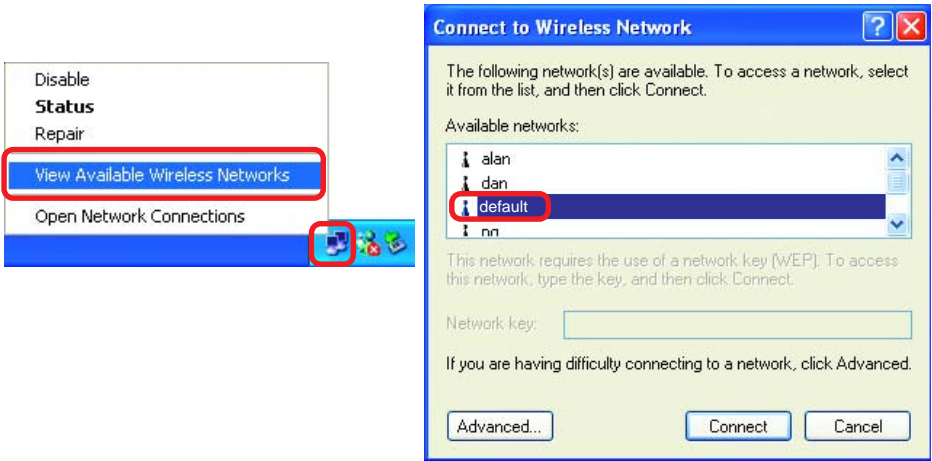 Disable
Status
Repair
View Available Wireless Networks
Open Network Connections
Connect to Wireless Network
The following network(s) are available. To access a network, select
it from the list, and then click Connect.
Available networks:
alan
dan
default
This network requires the use of a network key (WEP). To access
this network, type the key, and then click Connect.
Network key:
If you are having difficulty connecting to a network, click Advanced.
Advanced...
Connect
Cancel